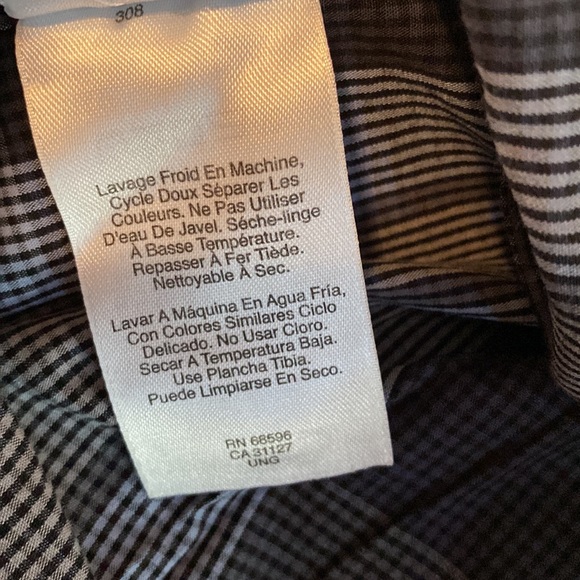 308
Lavage Froid En Machine,
Cycle Doux Séparer Les
Couleurs. Ne Pas Utiliser
D'eau De Javel. Séche-linge
À Basse Température.
Repasser À Fer Tiède.
Nettoyable À Sec.
Lavar A Máquina En Agua Fría,
Con Colores Similares Ciclo
Delicado. No Usar Cloro.
Secar A Temperatura Baja.
Use Plancha Tibia.
Puede Limpiarse En Seco.
RN 68596
CA 31127
UNG